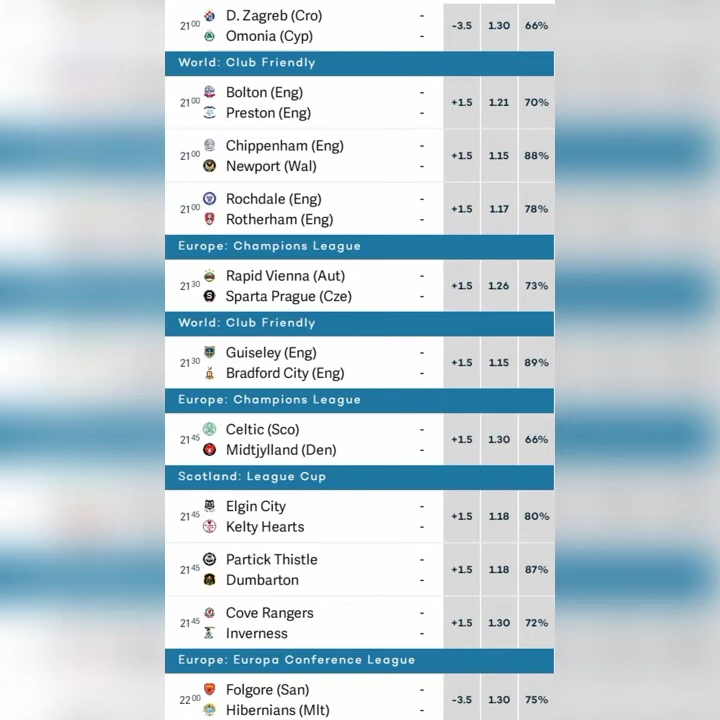 D. Zagreb (Cro) -
21 00 -3.5 1.30 66%
Omonia (Cyp) -
World: Club Friendly
Bolton (Eng) -
21 00 +1.5 1.21 70%
Preston (Eng) -
Chippenham (Eng) -
21 00 +1.5 1.15 88%
Newport (Wal) -
Rochdale (Eng) -
21 00 +1.5 1.17 78%
Rotherham (Eng) -
Europe: Champions League
Rapid Vienna (Aut) -
21 30 +1.5 1.26 73%
Sparta Prague (Cze) -
World: Club Friendly
Guiseley (Eng) -
21 30 +1.5 1.15 89%
Bradford City (Eng) -
Europe: Champions League
Celtic (Sco) -
21 45 +1.5 1.30 66%
Midtjylland (Den) -
Scotland: League Cup
Elgin City -
21 45 +1.5 1.18 80%
Kelty Hearts -
Partick Thistle -
21 45 +1.5 1.18 87%
Dumbarton -
Cove Rangers -
21 45 +1.5 1.30 72%
Inverness -
Europe: Europa Conference League
Folgore (San) -
22 00 -3.5 1.30 75%
Hibernians (Mlt) -